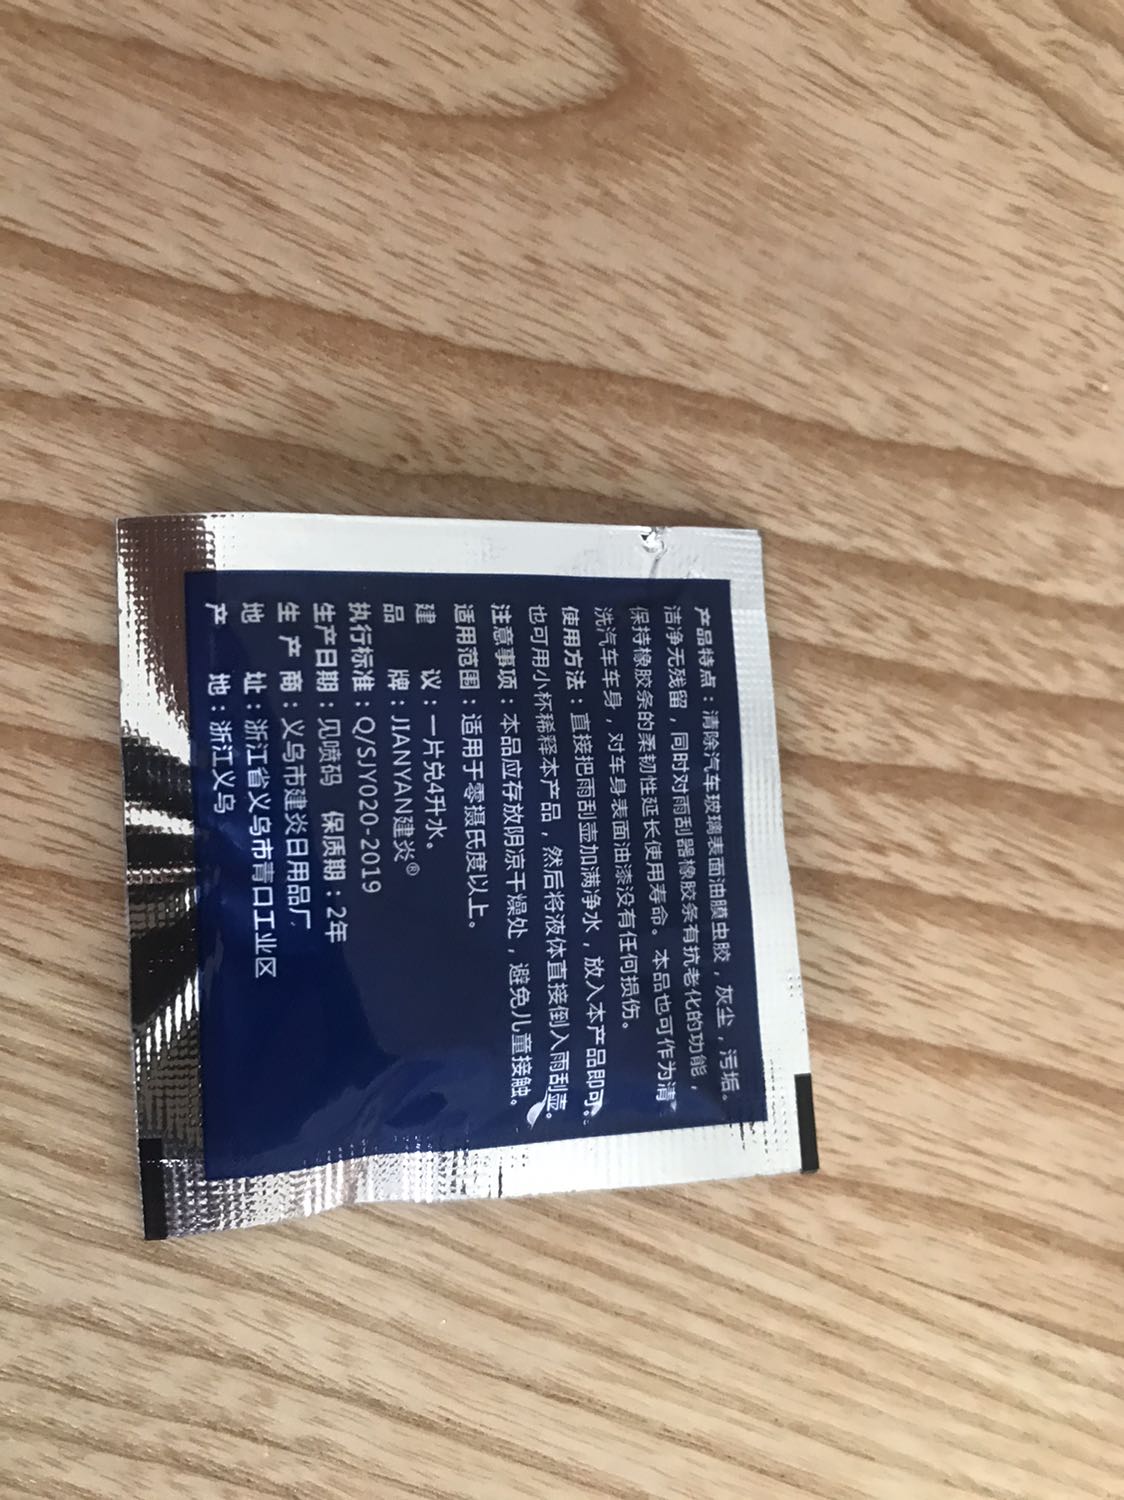 产品特点：清除汽车玻璃表面油膜虫胶，灰尘，污垢。
洁净无残留，同时对雨刮器橡胶条有抗老化的功能，
保持橡胶条的柔韧性延长使用寿命。本品也可作为清
洗汽车车身，对车身表面油漆没有任何损伤。
使用方法：直接把雨刮壶加满净水，放入本产品即可。
也可用小杯稀释本产品，然后将液体直接倒入雨刮壶。
注意事项：本品应存放阴凉干燥处，避免儿童接触。
适用范围：适用于零摄氏度以上。
建 议：一片兑4升水。
品 牌：JIANYAN建炎®
执行标准：Q/SJY020-2019
生产日期：见喷码 保质期：2年
生 产 商：义乌市建炎日用品厂
地 址：浙江省义乌市青口工业区
产 地：浙江义乌